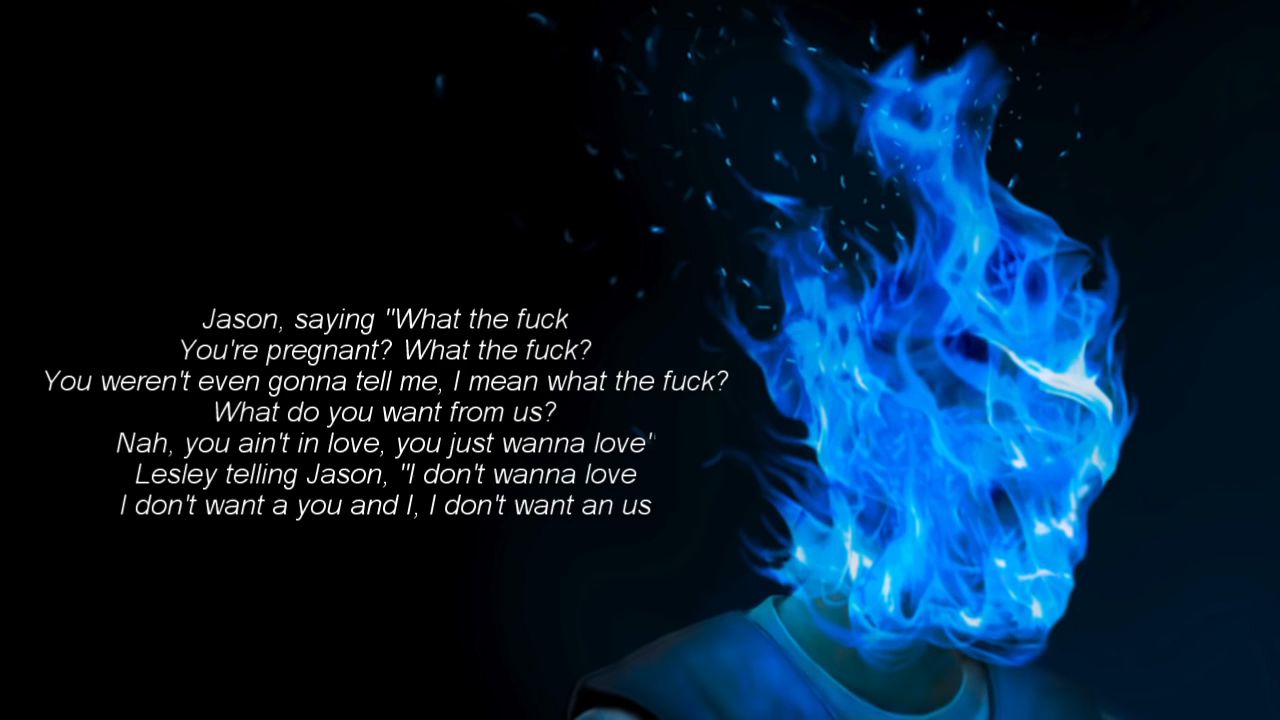 Jason, saying "What the fuck
You're pregnant? What the fuck?
You weren't even gonna tell me, I mean what the fuck?
What do you want from us?
Nah, you ain't in love, you just wanna love"
Lesley telling Jason, "I don't wanna love
I don't want a you and I, I don't want an us